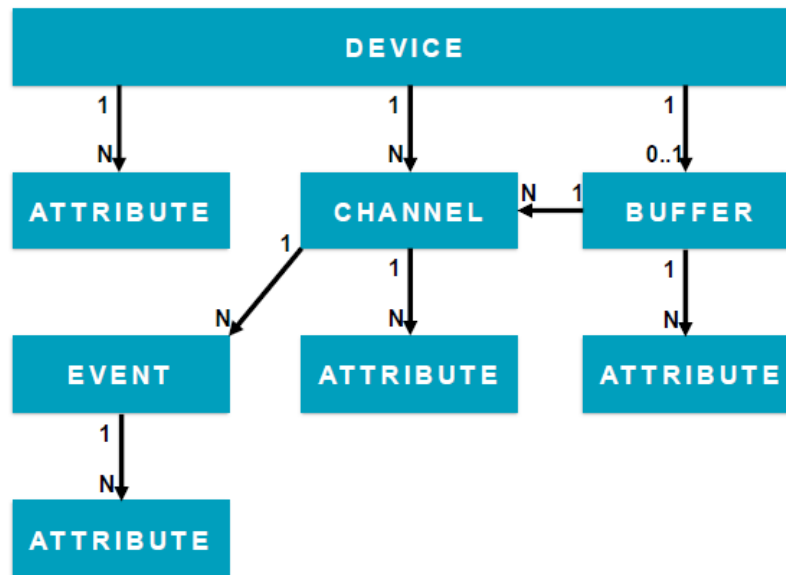 DEVICE
1 1 1
N N 0..1
ATTRIBUTE CHANNEL N 1 BUFFER
1 1 1
N N N
EVENT ATTRIBUTE ATTRIBUTE
1
N
ATTRIBUTE